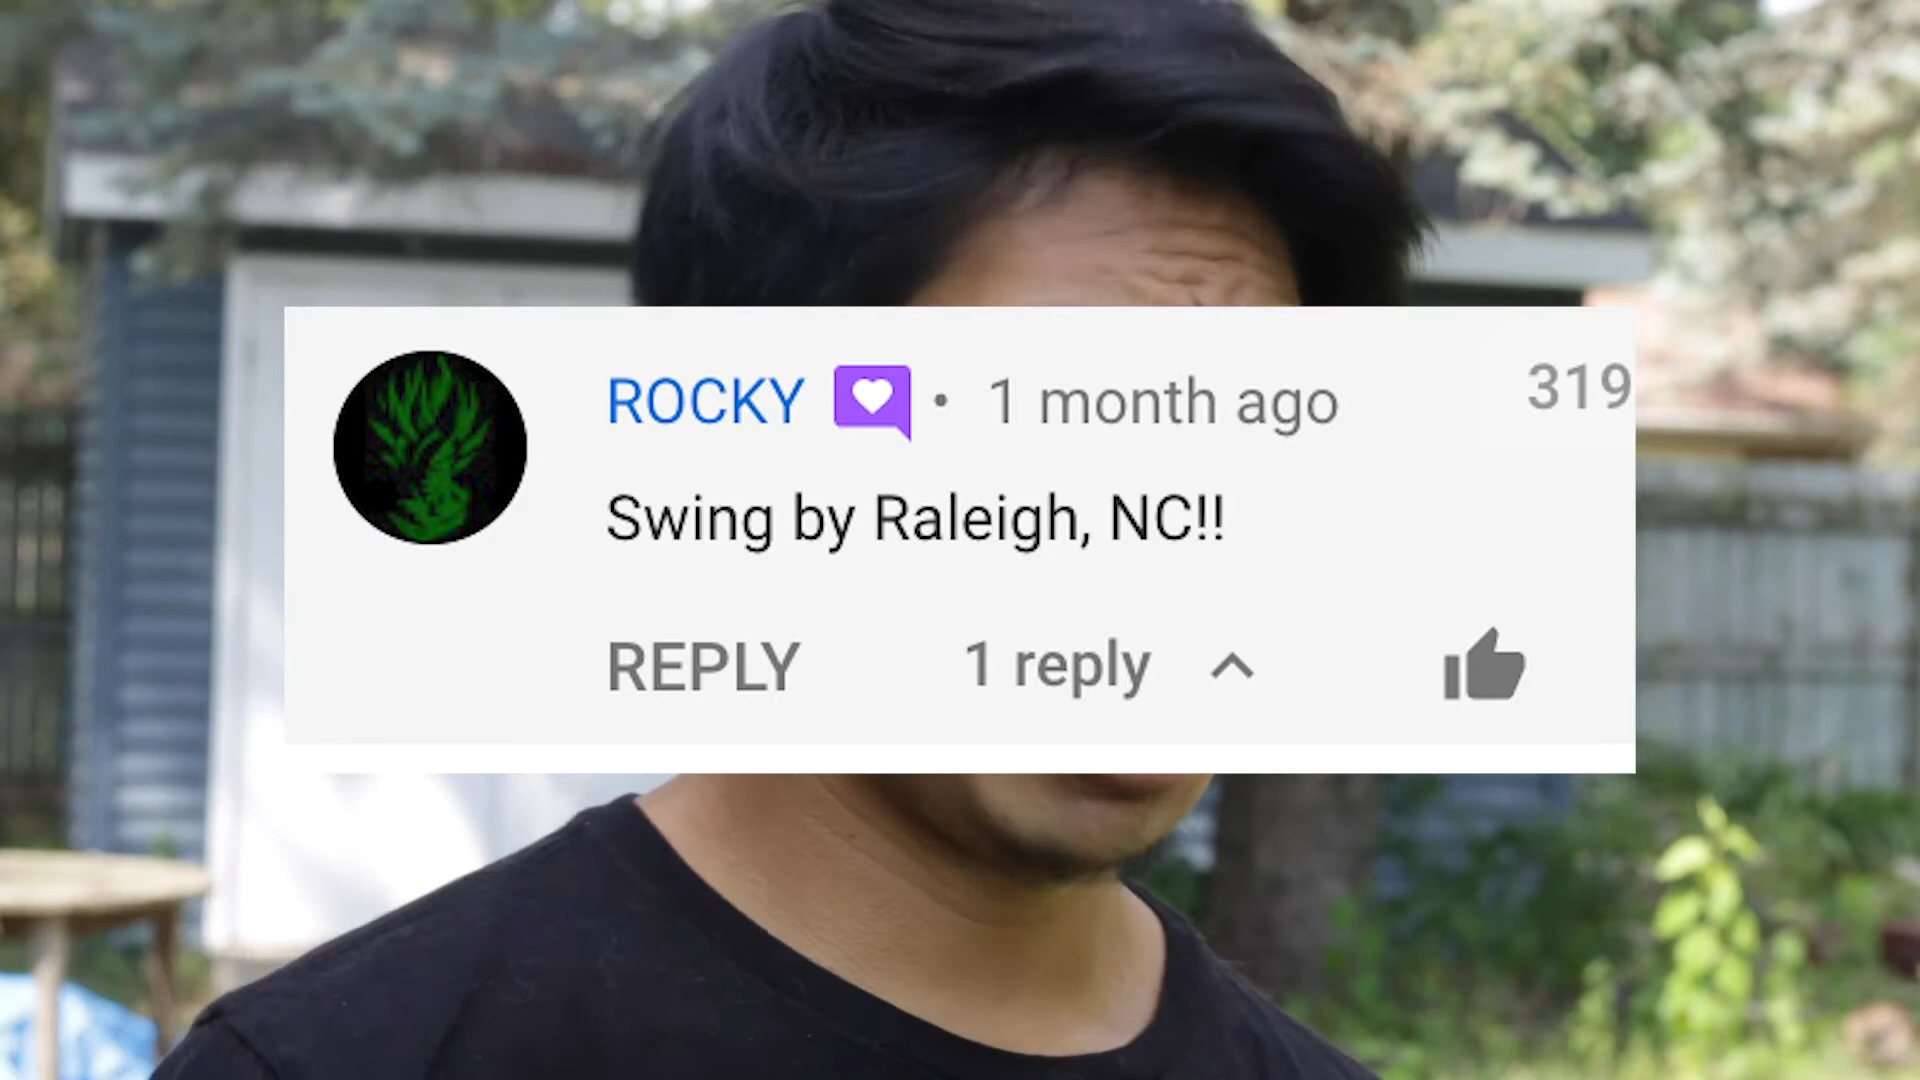 ROCKY • 1 month ago 319
Swing by Raleigh, NC!!
REPLY 1 reply